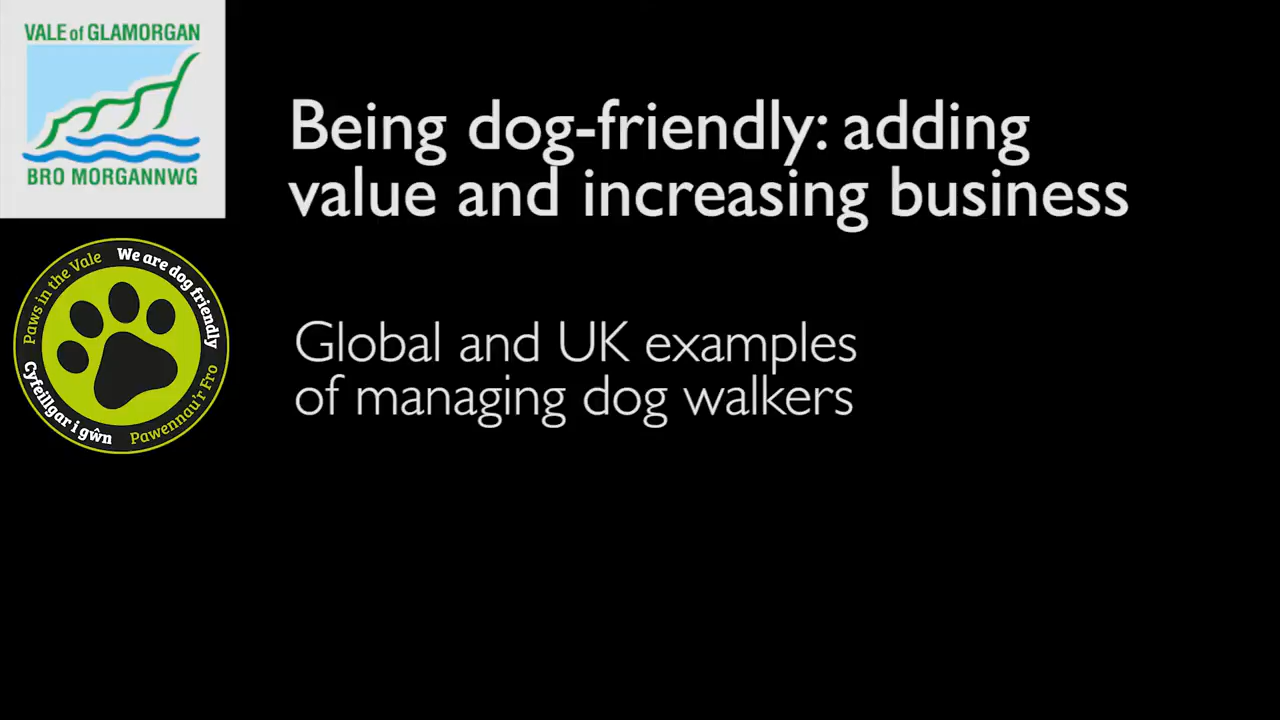 VALE of GLAMORGAN
BRO MORGANNWG
Being dog-friendly: adding
value and increasing business
Paws in the Vale
We are dog friendly
Cyfeillgar i gŵn
Pawennau'r Fro
Global and UK examples
of managing dog walkers